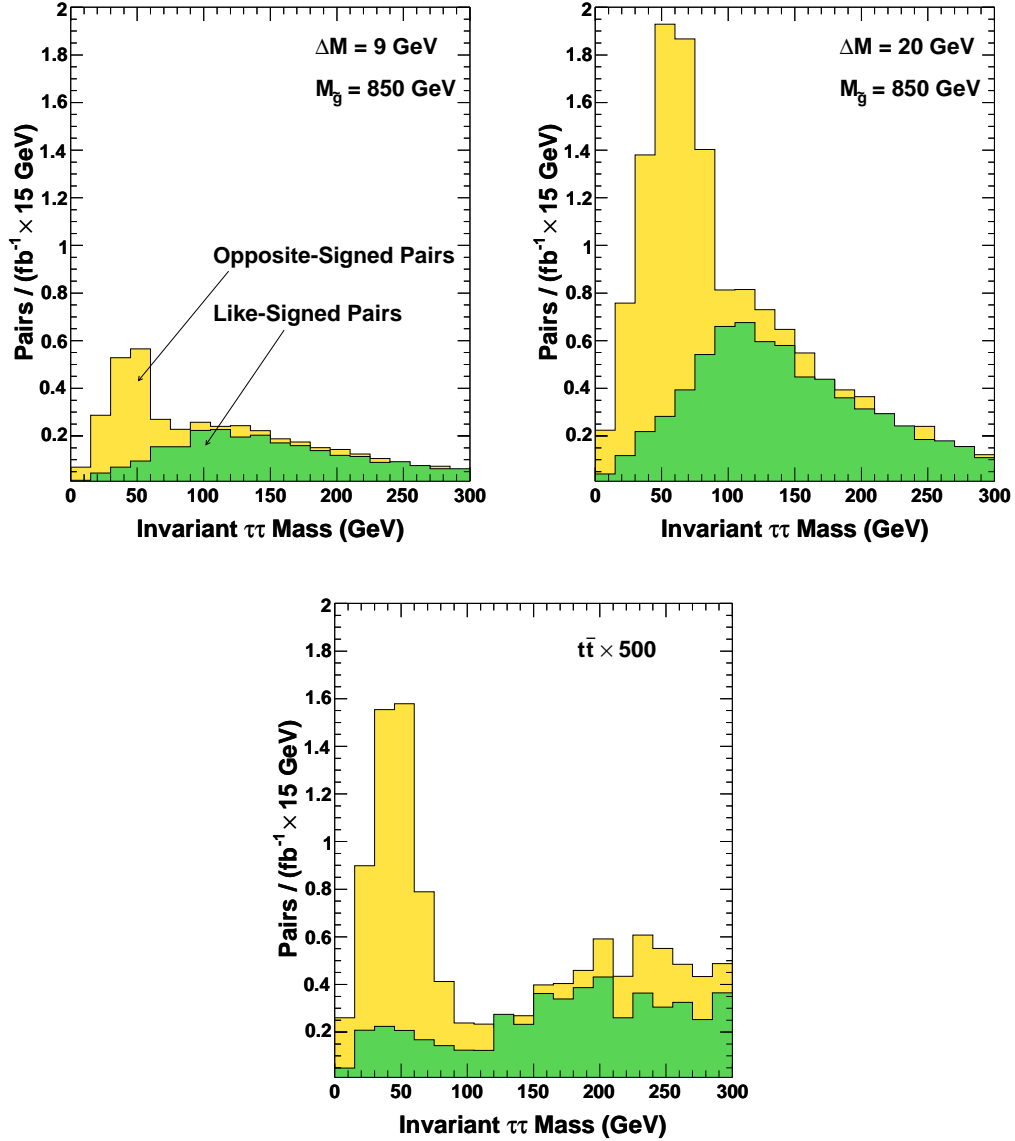 ΔM = 9 GeV
M_g̃ = 850 GeV
Opposite-Signed Pairs
Like-Signed Pairs
2
1.8
1.6
1.4
1.2
1
0.8
0.6
0.4
0.2
0 50 100 150 200 250 300
Pairs / (fb⁻¹ × 15 GeV)
Invariant ττ Mass (GeV)
ΔM = 20 GeV
M_g̃ = 850 GeV
2
1.8
1.6
1.4
1.2
1
0.8
0.6
0.4
0.2
0 50 100 150 200 250 300
Pairs / (fb⁻¹ × 15 GeV)
Invariant ττ Mass (GeV)
tt̄ × 500
2
1.8
1.6
1.4
1.2
1
0.8
0.6
0.4
0.2
0 50 100 150 200 250 300
Pairs / (fb⁻¹ × 15 GeV)
Invariant ττ Mass (GeV)